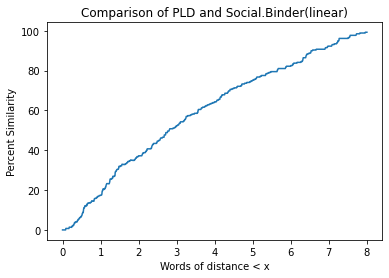 Comparison of PLD and Social.Binder(linear)
100
80
60
40
20
0
Percent Similarity
0 1 2 3 4 5 6 7 8
Words of distance < x